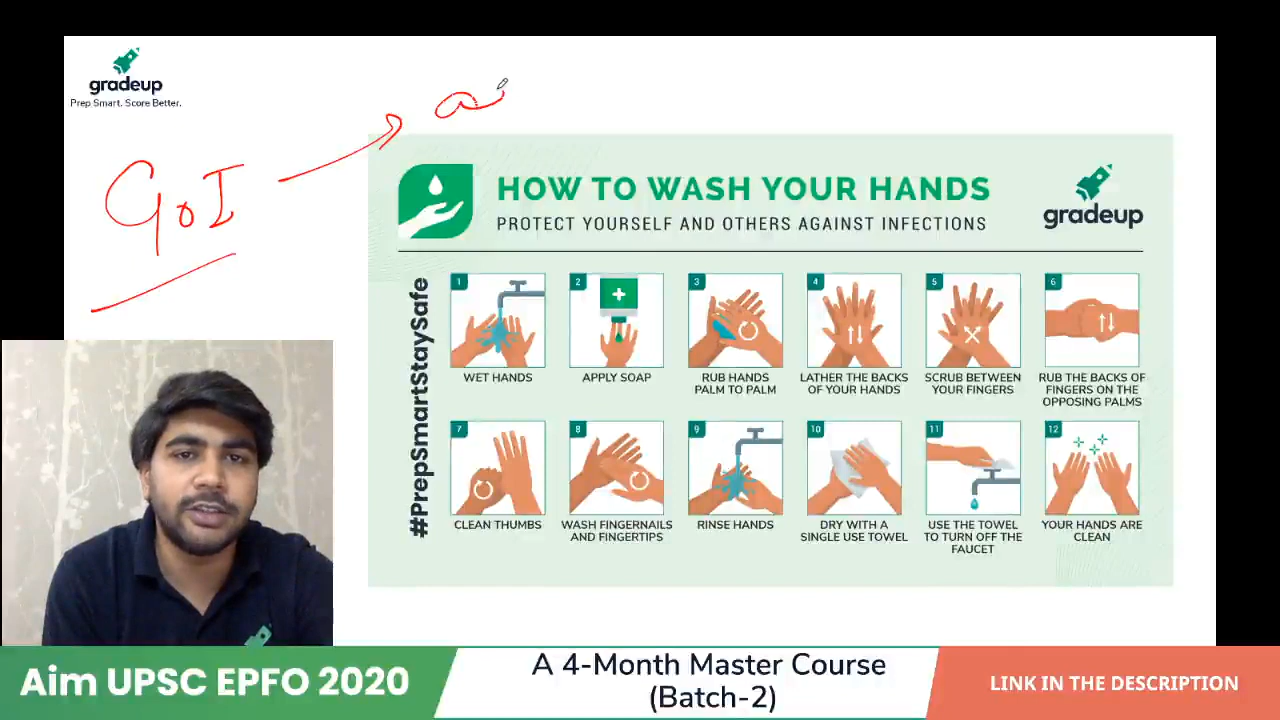 gradeup
Prep Smart. Score Better.
GOI
HOW TO WASH YOUR HANDS
PROTECT YOURSELF AND OTHERS AGAINST INFECTIONS
gradeup
#PrepSmartStaySafe
1
2
3
4
5
6
WET HANDS
APPLY SOAP
RUB HANDS
PALM TO PALM
LATHER THE BACKS
OF YOUR HANDS
SCRUB BETWEEN
YOUR FINGERS
RUB THE BACKS OF
FINGERS ON THE
OPPOSING PALMS
7
8
9
10
11
12
CLEAN THUMBS
WASH FINGERNAILS
AND FINGERTIPS
RINSE HANDS
DRY WITH A
SINGLE USE TOWEL
USE THE TOWEL
TO TURN OFF THE
FAUCET
YOUR HANDS ARE
CLEAN
Aim UPSC EPFO 2020
A 4-Month Master Course
(Batch-2)
LINK IN THE DESCRIPTION